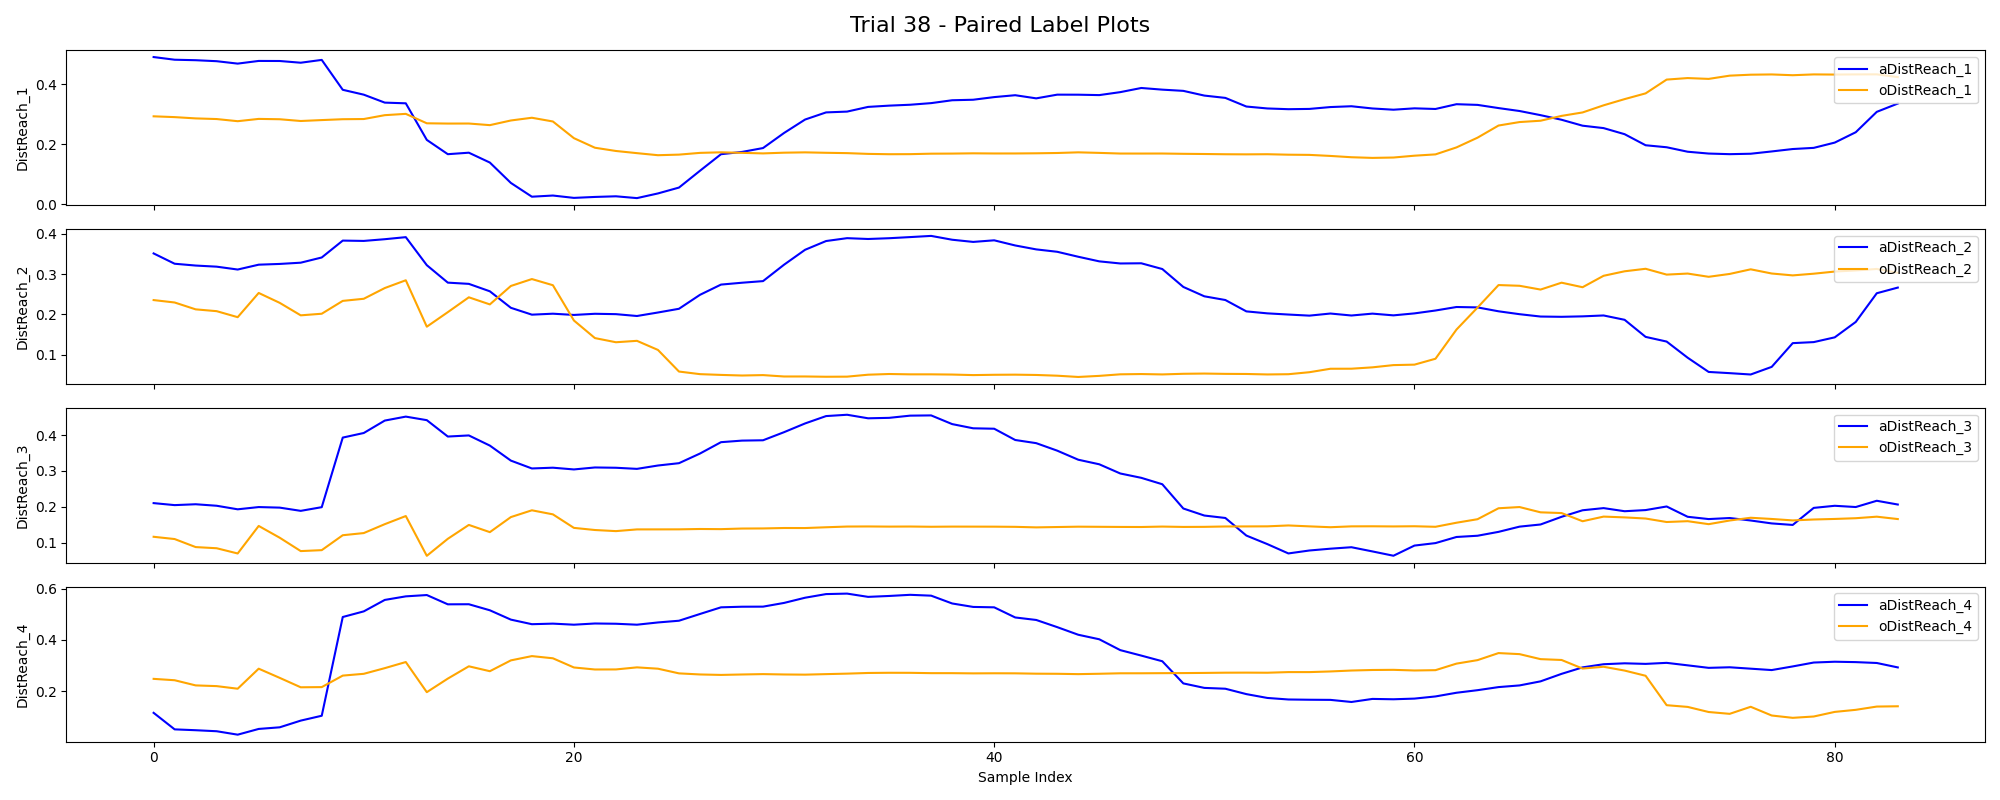 Trial 38 - Paired Label Plots
DistReach_1
0.4
0.2
0.0
aDistReach_1
oDistReach_1
DistReach_2
0.4
0.3
0.2
0.1
aDistReach_2
oDistReach_2
DistReach_3
0.4
0.3
0.2
0.1
aDistReach_3
oDistReach_3
DistReach_4
0.6
0.4
0.2
aDistReach_4
oDistReach_4
0 20 40 60 80
Sample Index